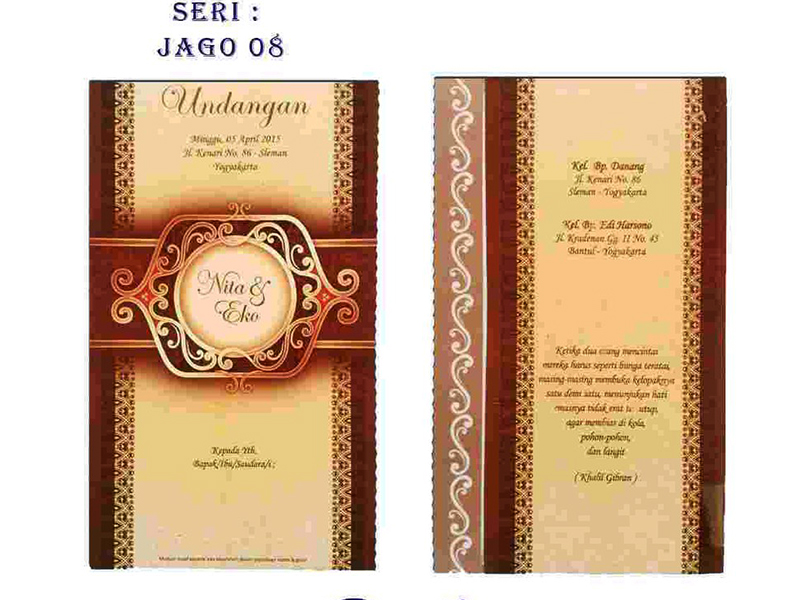 SERI :
JAGO 08
Undangan
Minggu, 05 April 2015
Jl. Kenari No. 86 - Sleman
Yogyakarta
Nita &
Eko
Kepada Yth,
Bapak/Ibu/Saudara/i :
Kel. Bp. Danang
Jl. Kenari No. 86
Sleman - Yogyakarta
Kel. Bp. Edi Harsono
Jl. Kradenan Gg. II No. 45
Bantul - Yogyakarta
Ketika dua orang mencintai
mereka harus seperti bunga teratai,
masing-masing membuka kelopaknya
satu demi satu, menunjukan hati
emasnya tidak erat
agar membias di kola,
pohon-pohon,
dan langit
( Khalil Gibran )